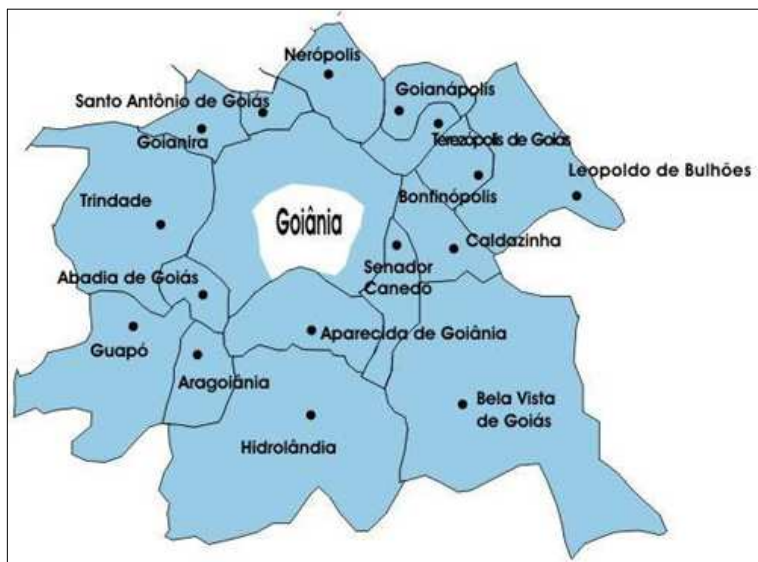 Nerópolis
Goianápolis
Santo Antônio de Goiás
Goianira
Terezópolis de Goiás
Leopoldo de Bulhões
Trindade
Bonfinópolis
Goiânia
Caldazinha
Senador
Canedo
Abadia de Goiás
Aparecida de Goiânia
Guapó
Aragoiânia
Bela Vista
de Goiás
Hidrolândia